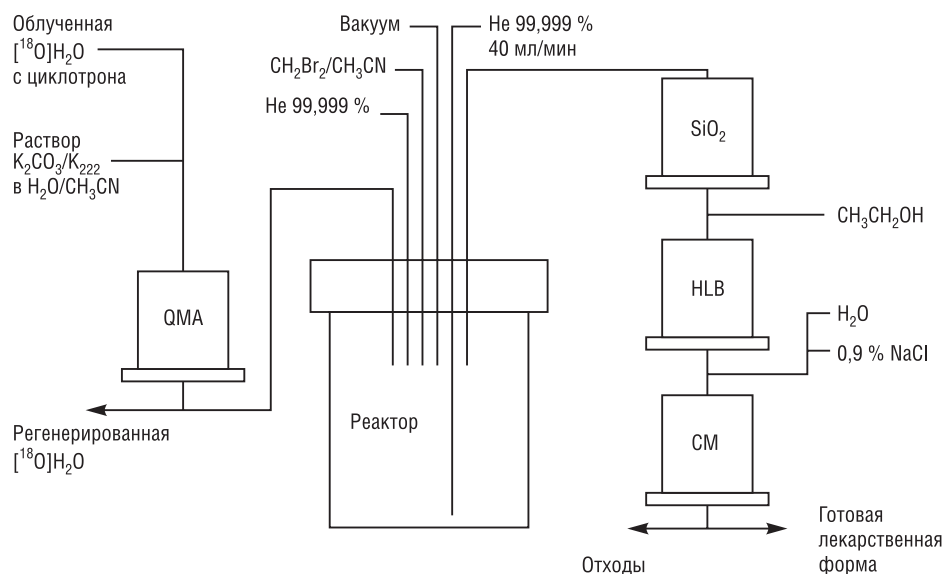 Облученная
[¹⁸O]H₂O
с циклотрона
Раствор
K₂CO₃/K₂₂₂
в H₂O/CH₃CN
QMA
Регенерированная
[¹⁸O]H₂O
Вакуум
CH₂Br₂/CH₃CN
He 99,999 %
He 99,999 %
40 мл/мин
Реактор
SiO₂
CH₃CH₂OH
HLB
H₂O
0,9 % NaCl
CM
Отходы
Готовая
лекарственная
форма